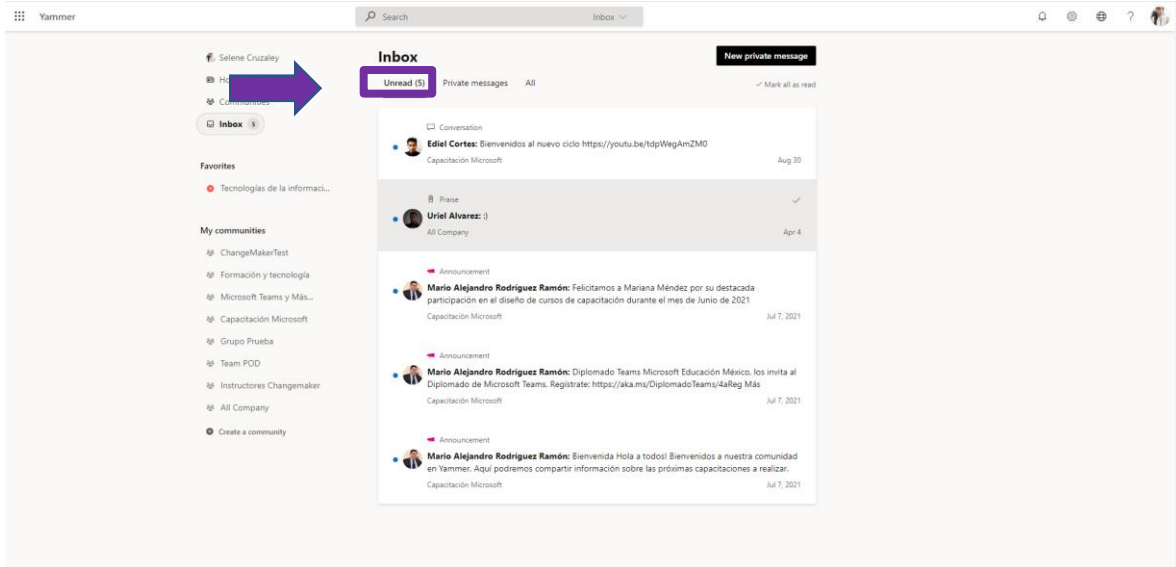 Yammer
Search
Inbox
Selene Cruzaley
Communities
Inbox 5
Favorites
Tecnologías de la informaci...
My communities
ChangeMakerTest
Formación y tecnología
Microsoft Teams y Más...
Capacitación Microsoft
Grupo Prueba
Team POD
Instructores Changemaker
All Company
Create a community
Inbox
New private message
Unread (5)
Private messages
All
Mark all as read
Conversation
Ediel Cortes: Bienvenidos al nuevo ciclo https://youtu.be/tdpWegAmZM0
Capacitación Microsoft
Aug 30
Praise
Uriel Alvarez: :)
All Company
Apr 4
Announcement
Mario Alejandro Rodríguez Ramón: Felicitamos a Mariana Méndez por su destacada
participación en el diseño de cursos de capacitación durante el mes de Junio de 2021
Capacitación Microsoft
Jul 7, 2021
Announcement
Mario Alejandro Rodríguez Ramón: Diplomado Teams Microsoft Educación México. los invita al
Diplomado de Microsoft Teams. Regístrate: https://aka.ms/DiplomadoTeams/4aReg Más
Capacitación Microsoft
Jul 7, 2021
Announcement
Mario Alejandro Rodríguez Ramón: Bienvenida Hola a todos! Bienvenidos a nuestra comunidad
en Yammer. Aquí podremos compartir información sobre las próximas capacitaciones a realizar.
Capacitación Microsoft
Jul 7, 2021